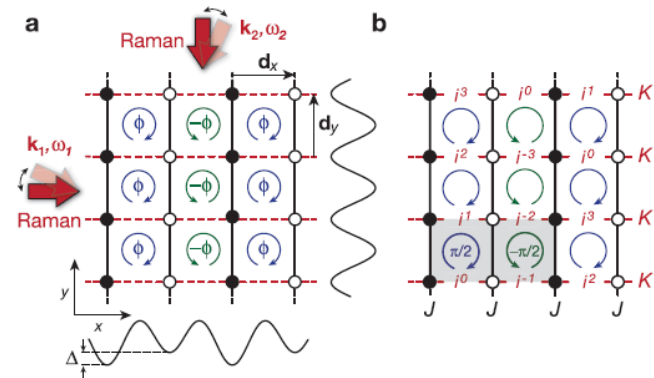 a
Raman
k₂,ω₂
dₓ
ϕ −ϕ ϕ
d_y
k₁,ω₁
ϕ −ϕ ϕ
Raman
ϕ −ϕ ϕ
y
x
Δ
b
i³ i⁰ i¹ K
i² i⁻³ i⁰ K
i¹ i⁻² i³ K
π/2 −π/2
i⁰ i⁻¹ i² K
J J J J